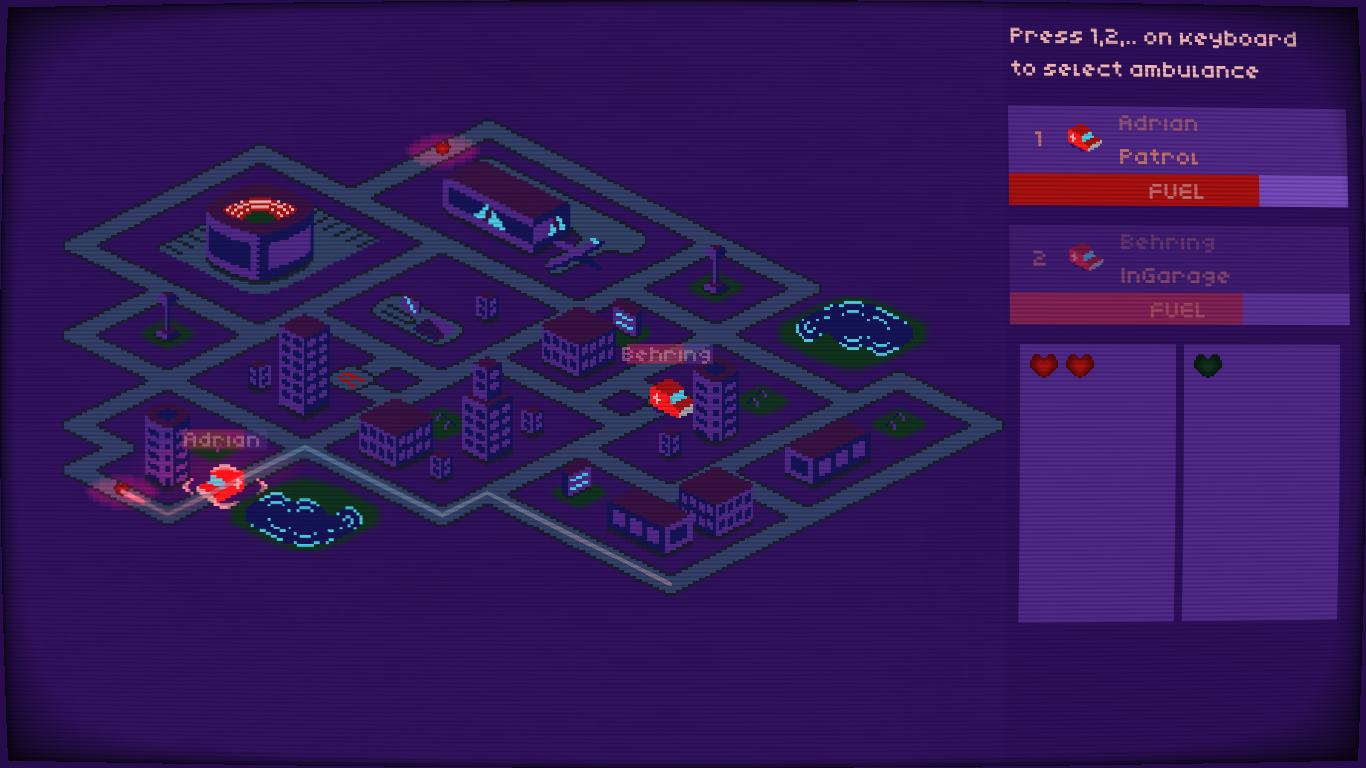 Press 1,2,.. on keyboard
to select ambulance
1
Adrian
Patrol
FUEL
2
Behring
InGarage
FUEL
Behring
Adrian